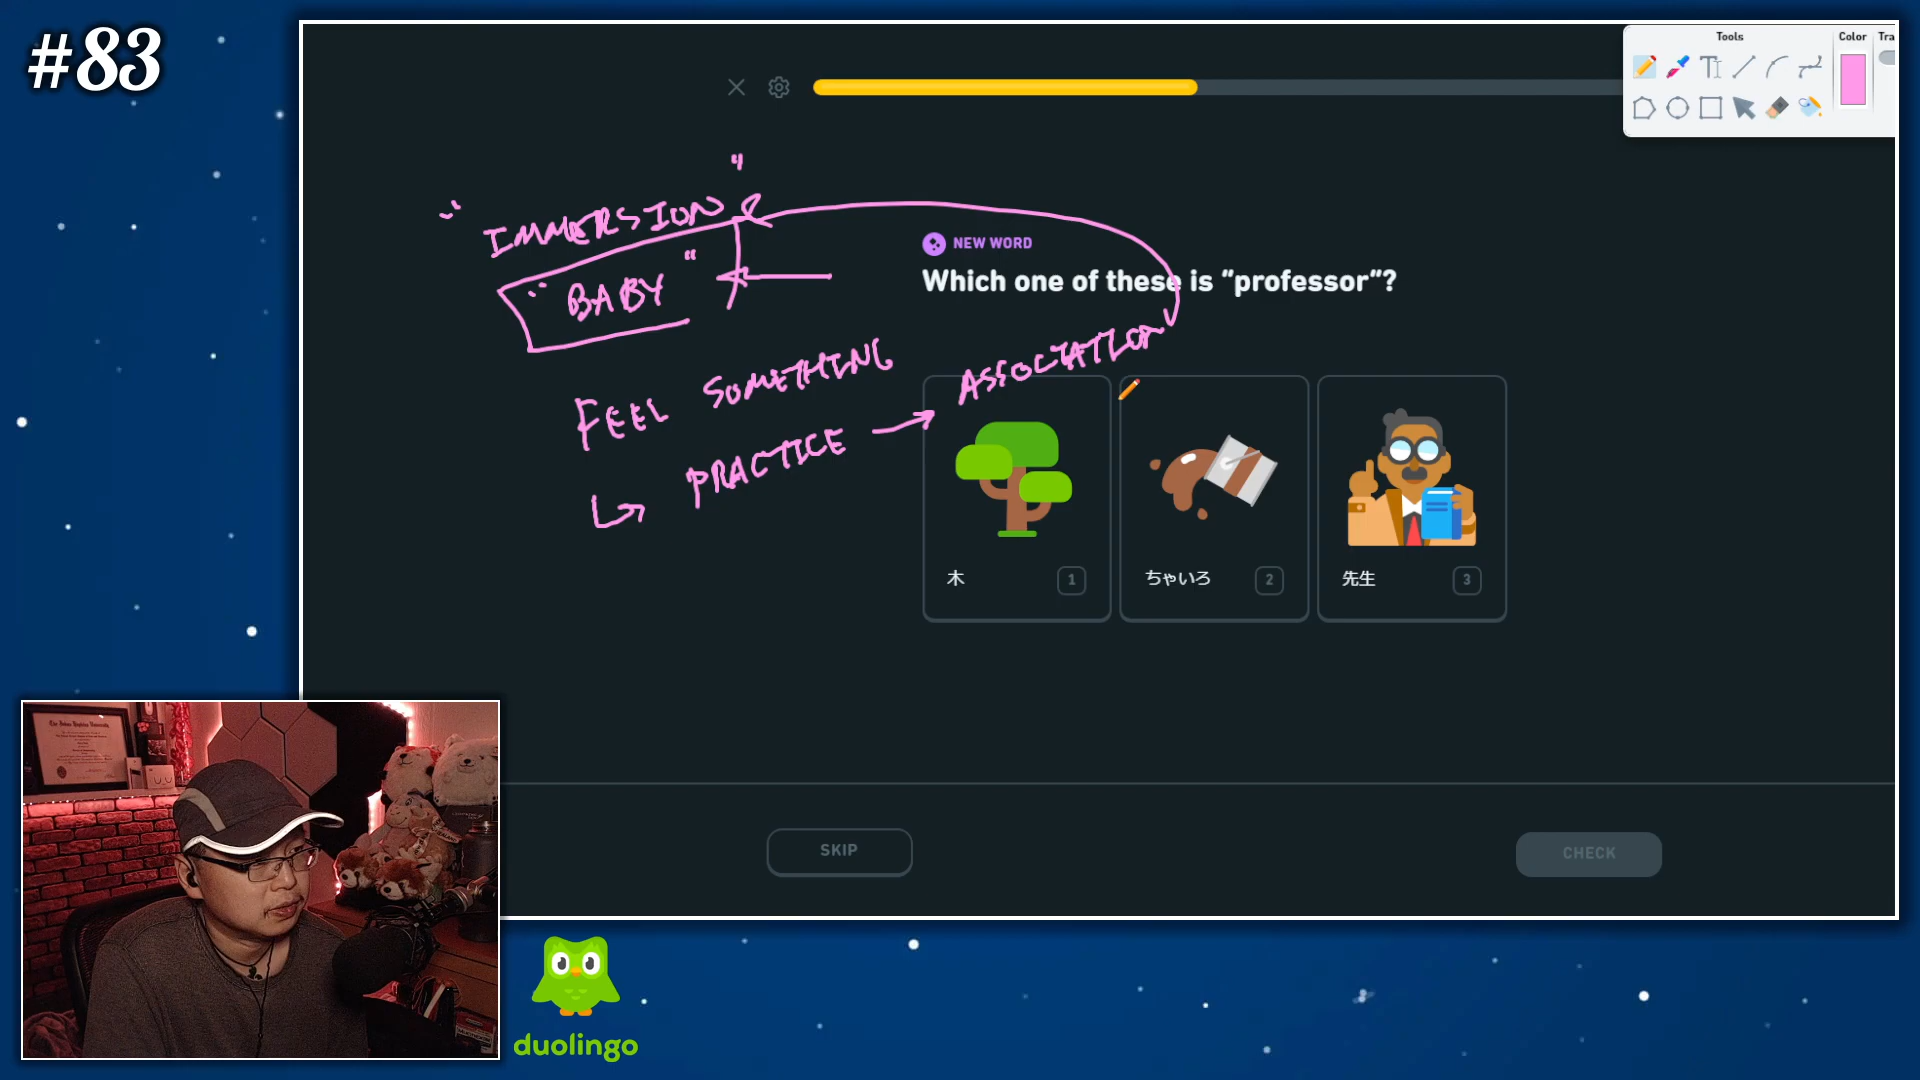 #83
Tools
Color
Tra
"IMMERSION"
"BABY"
FEEL SOMETHING
PRACTICE
ASSOCIATION
NEW WORD
Which one of these is “professor”?
木 1
ちゃいろ 2
先生 3
SKIP
CHECK
duolingo